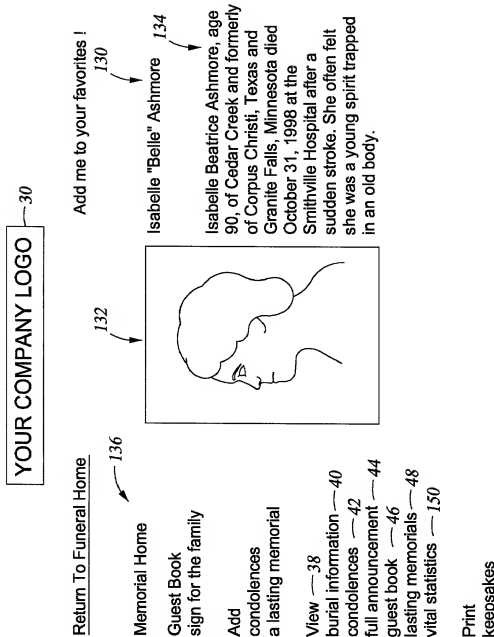 YOUR COMPANY LOGO 30
Return To Funeral Home
Add me to your favorites !
136
132
130
134
Memorial Home
Guest Book
sign for the family
Add
condolences
a lasting memorial
View 38
burial information 40
condolences 42
full announcement 44
guest book 46
lasting memorials 48
vital statistics 150
Print
keepsakes
Isabelle "Belle" Ashmore
Isabelle Beatrice Ashmore, age
90, of Cedar Creek and formerly
of Corpus Christi, Texas and
Granite Falls, Minnesota died
October 31, 1998 at the
Smithville Hospital after a
sudden stroke. She often felt
she was a young spirit trapped
in an old body.